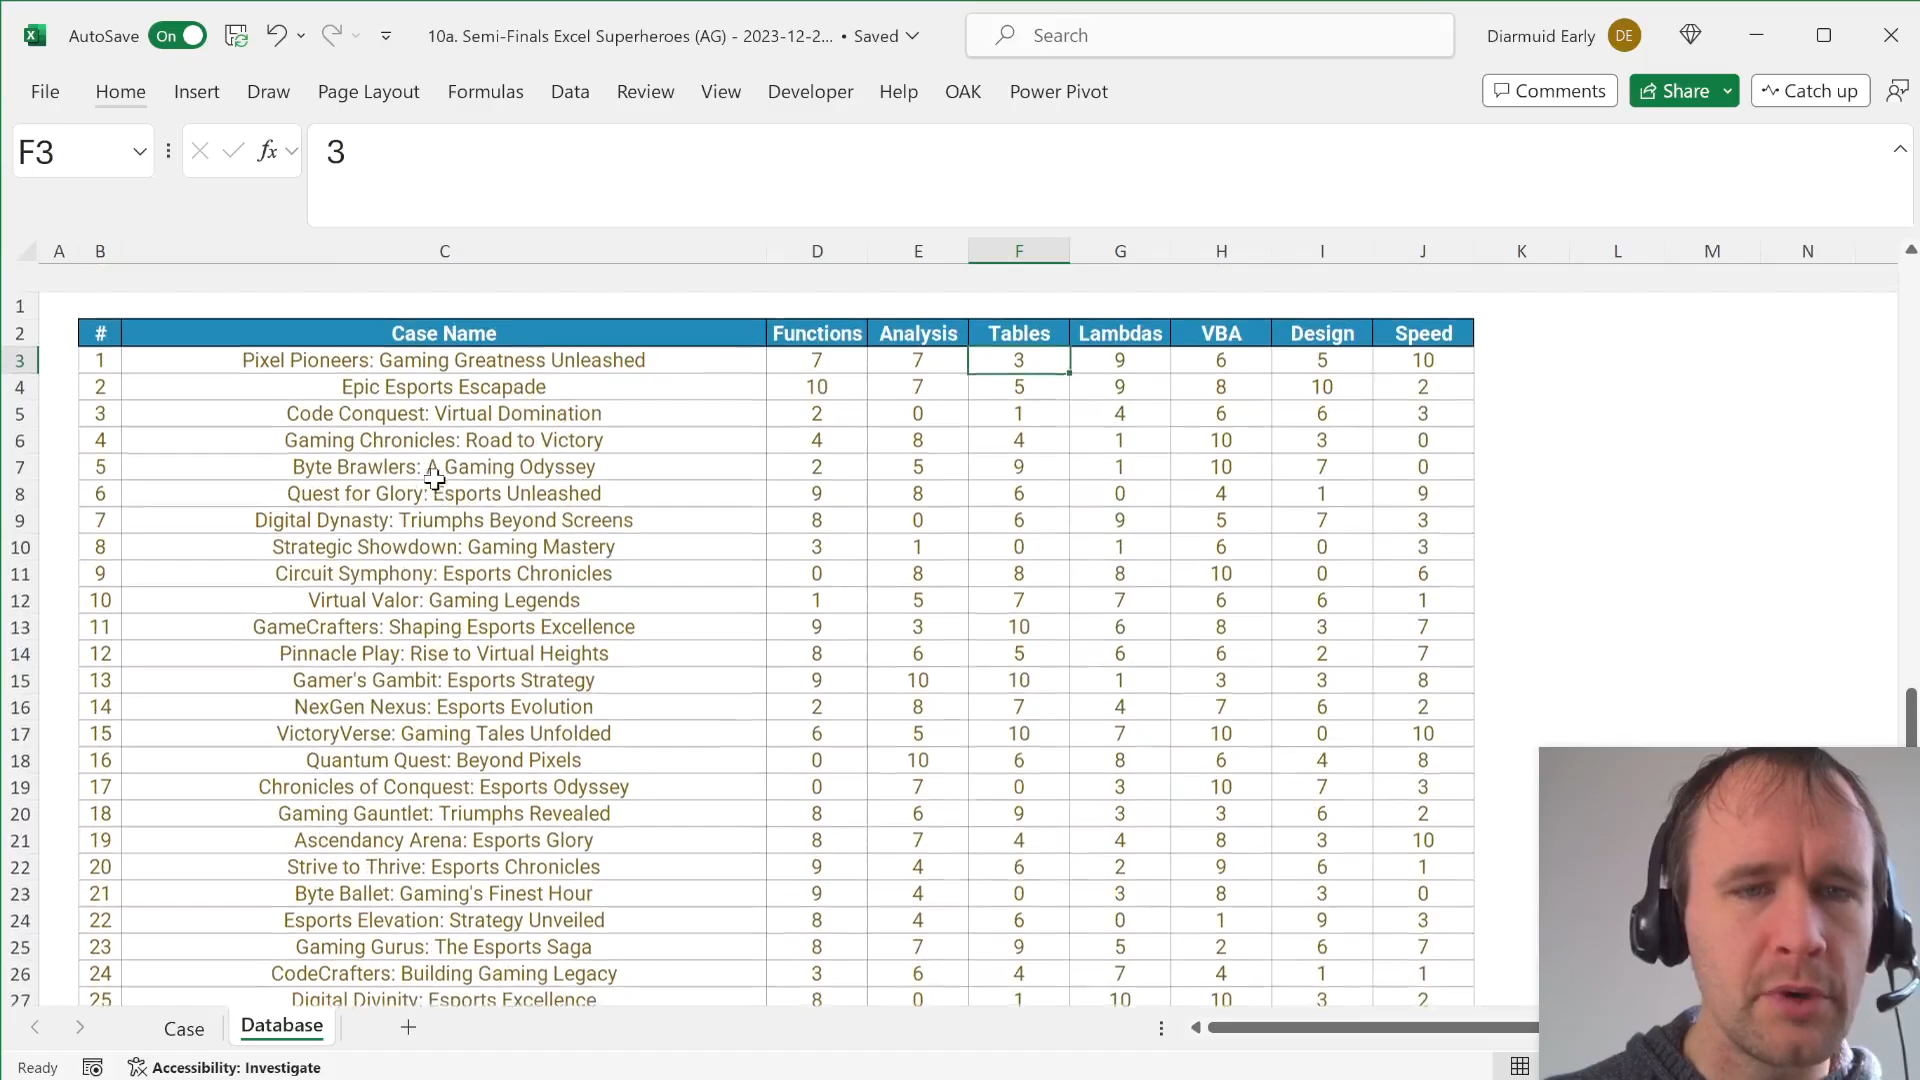 AutoSave On 10a. Semi-Finals Excel Superheroes (AG) - 2023-12-2... • Saved Search Diarmuid Early DE
File Home Insert Draw Page Layout Formulas Data Review View Developer Help OAK Power Pivot Comments Share Catch up
F3 fx 3
A B C D E F G H I J K L M N
1
2 # Case Name Functions Analysis Tables Lambdas VBA Design Speed
3 1 Pixel Pioneers: Gaming Greatness Unleashed 7 7 3 9 6 5 10
4 2 Epic Esports Escapade 10 7 5 9 8 10 2
5 3 Code Conquest: Virtual Domination 2 0 1 4 6 6 3
6 4 Gaming Chronicles: Road to Victory 4 8 4 1 10 3 0
7 5 Byte Brawlers: A Gaming Odyssey 2 5 9 1 10 7 0
8 6 Quest for Glory: Esports Unleashed 9 8 6 0 4 1 9
9 7 Digital Dynasty: Triumphs Beyond Screens 8 0 6 9 5 7 3
10 8 Strategic Showdown: Gaming Mastery 3 1 0 1 6 0 3
11 9 Circuit Symphony: Esports Chronicles 0 8 8 8 10 0 6
12 10 Virtual Valor: Gaming Legends 1 5 7 7 6 6 1
13 11 GameCrafters: Shaping Esports Excellence 9 3 10 6 8 3 7
14 12 Pinnacle Play: Rise to Virtual Heights 8 6 5 6 6 2 7
15 13 Gamer's Gambit: Esports Strategy 9 10 10 1 3 3 8
16 14 NexGen Nexus: Esports Evolution 2 8 7 4 7 6 2
17 15 VictoryVerse: Gaming Tales Unfolded 6 5 10 7 10 0 10
18 16 Quantum Quest: Beyond Pixels 0 10 6 8 6 4 8
19 17 Chronicles of Conquest: Esports Odyssey 0 7 0 3 10 7 3
20 18 Gaming Gauntlet: Triumphs Revealed 8 6 9 3 3 6 2
21 19 Ascendancy Arena: Esports Glory 8 7 4 4 8 3 10
22 20 Strive to Thrive: Esports Chronicles 9 4 6 2 9 6 1
23 21 Byte Ballet: Gaming's Finest Hour 9 4 0 3 8 3 0
24 22 Esports Elevation: Strategy Unveiled 8 4 6 0 1 9 3
25 23 Gaming Gurus: The Esports Saga 8 7 9 5 2 6 7
26 24 CodeCrafters: Building Gaming Legacy 3 6 4 7 4 1 1
27 25 Digital Divinity: Esports Excellence 8 0 1 10 10 3 2
Case Database
Ready Accessibility: Investigate